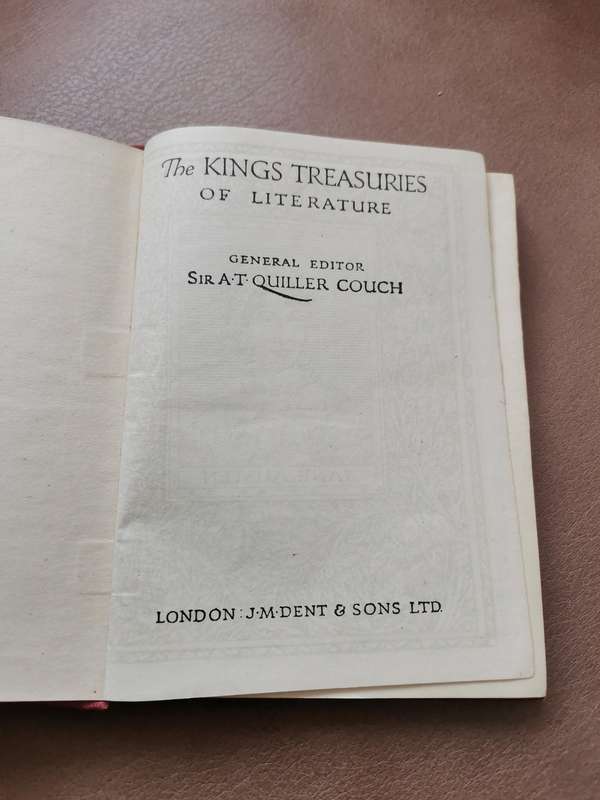 The KINGS TREASURIES
OF LITERATURE
GENERAL EDITOR
SIR A·T· QUILLER COUCH
LONDON: J·M·DENT & SONS LTD.